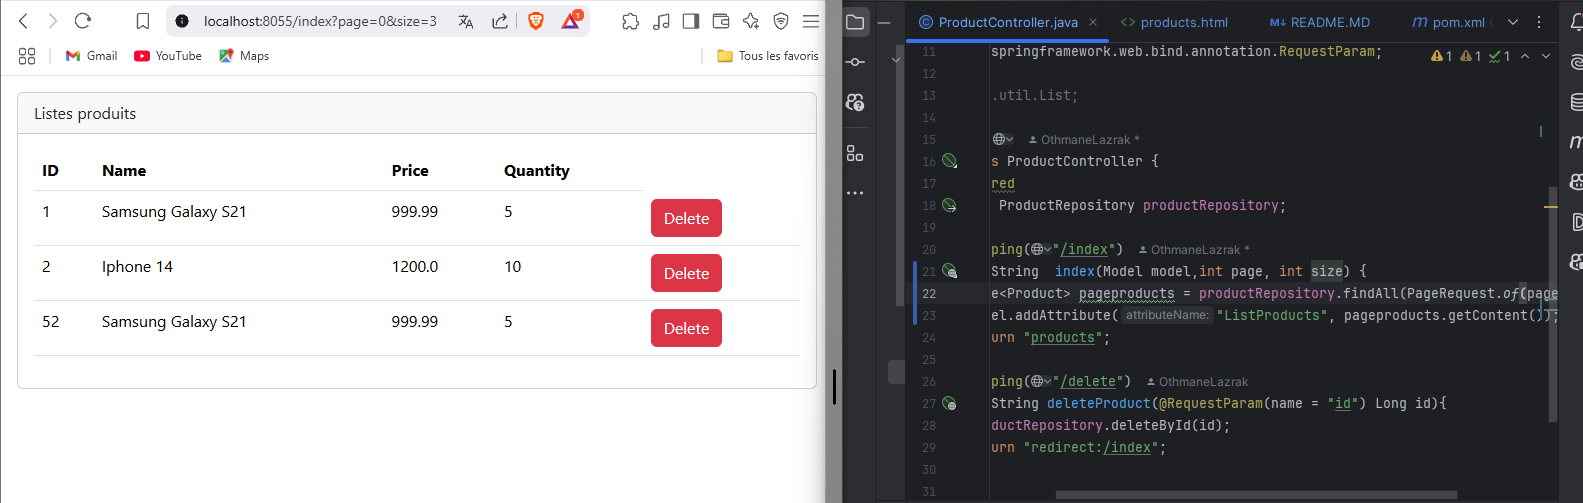 localhost:8055/index?page=0&size=3
1
Gmail
YouTube
Maps
Tous les favoris
Listes produits
ID Name Price Quantity
1 Samsung Galaxy S21 999.99 5 Delete
2 Iphone 14 1200.0 10 Delete
52 Samsung Galaxy S21 999.99 5 Delete
ProductController.java
products.html
README.MD
pom.xml
1 1 1
11 springframework.web.bind.annotation.RequestParam;
12
13 .util.List;
14
15 OthmaneLazrak *
16 s ProductController {
17 red
18 ProductRepository productRepository;
19
20 ping("/index") OthmaneLazrak *
21 String index(Model model,int page, int size) {
22 e<Product> pageproducts = productRepository.findAll(PageRequest.of(page
23 el.addAttribute( attributeName: "ListProducts", pageproducts.getContent());
24 urn "products";
25
26 ping("/delete") OthmaneLazrak
27 String deleteProduct(@RequestParam(name = "id") Long id){
28 ductRepository.deleteById(id);
29 urn "redirect:/index";
30
31